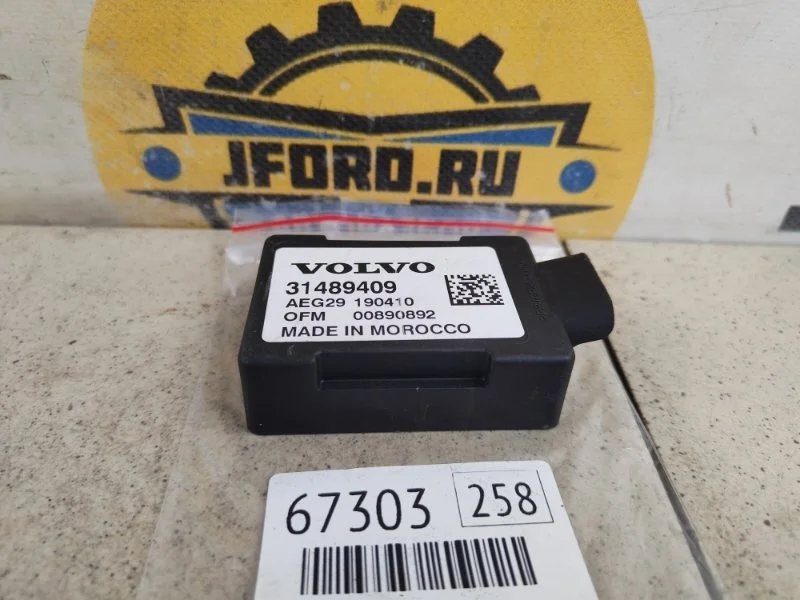 JFORD.RU
VOLVO
31489409
AEG29 190410
OFM 00890892
MADE IN MOROCCO
67303 258